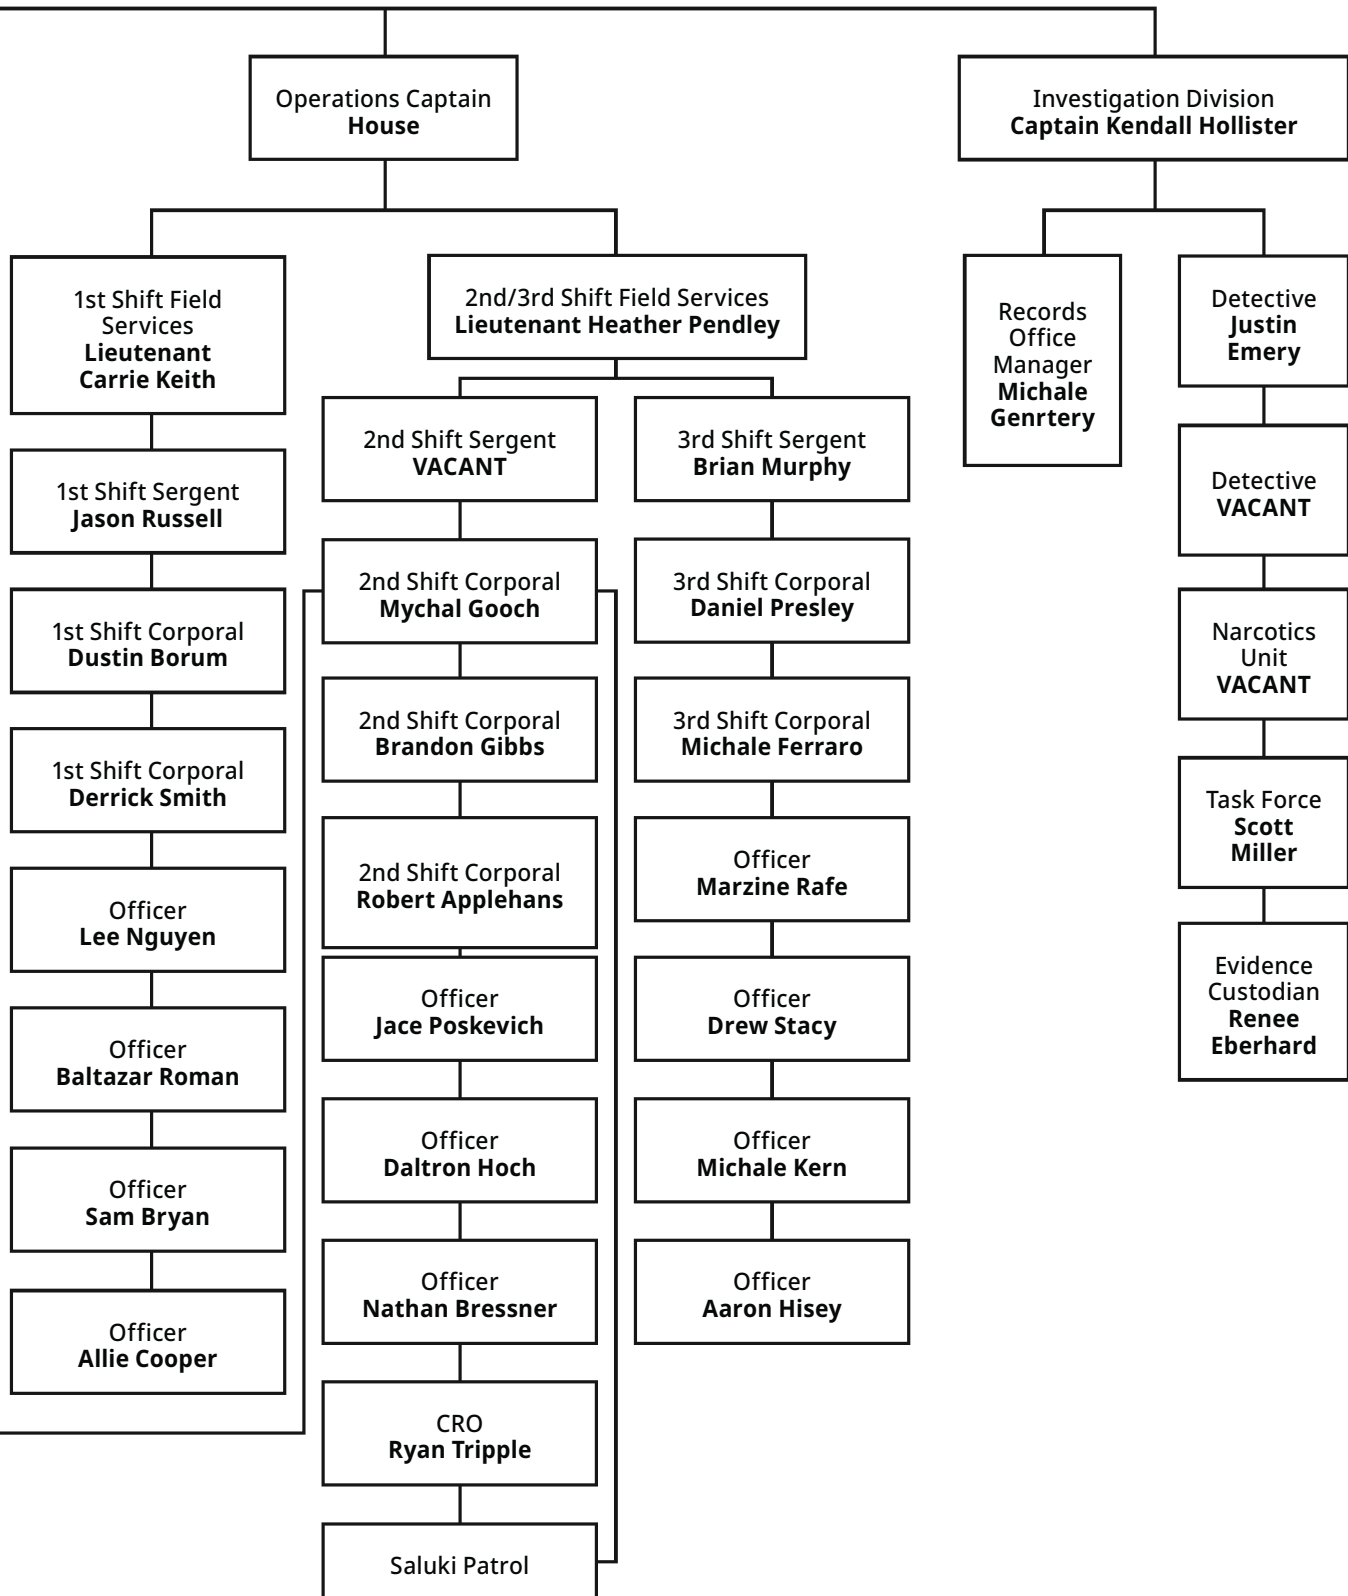 Operations Captain
House
Investigation Division
Captain Kendall Hollister
1st Shift Field
Services
Lieutenant
Carrie Keith
1st Shift Sergent
Jason Russell
1st Shift Corporal
Dustin Borum
1st Shift Corporal
Derrick Smith
Officer
Lee Nguyen
Officer
Baltazar Roman
Officer
Sam Bryan
Officer
Allie Cooper
2nd/3rd Shift Field Services
Lieutenant Heather Pendley
2nd Shift Sergent
VACANT
2nd Shift Corporal
Mychal Gooch
2nd Shift Corporal
Brandon Gibbs
2nd Shift Corporal
Robert Applehans
Officer
Jace Poskevich
Officer
Daltron Hoch
Officer
Nathan Bressner
CRO
Ryan Tripple
Saluki Patrol
3rd Shift Sergent
Brian Murphy
3rd Shift Corporal
Daniel Presley
3rd Shift Corporal
Michale Ferraro
Officer
Marzine Rafe
Officer
Drew Stacy
Officer
Michale Kern
Officer
Aaron Hisey
Records
Office
Manager
Michale
Genrtery
Detective
Justin
Emery
Detective
VACANT
Narcotics
Unit
VACANT
Task Force
Scott
Miller
Evidence
Custodian
Renee
Eberhard